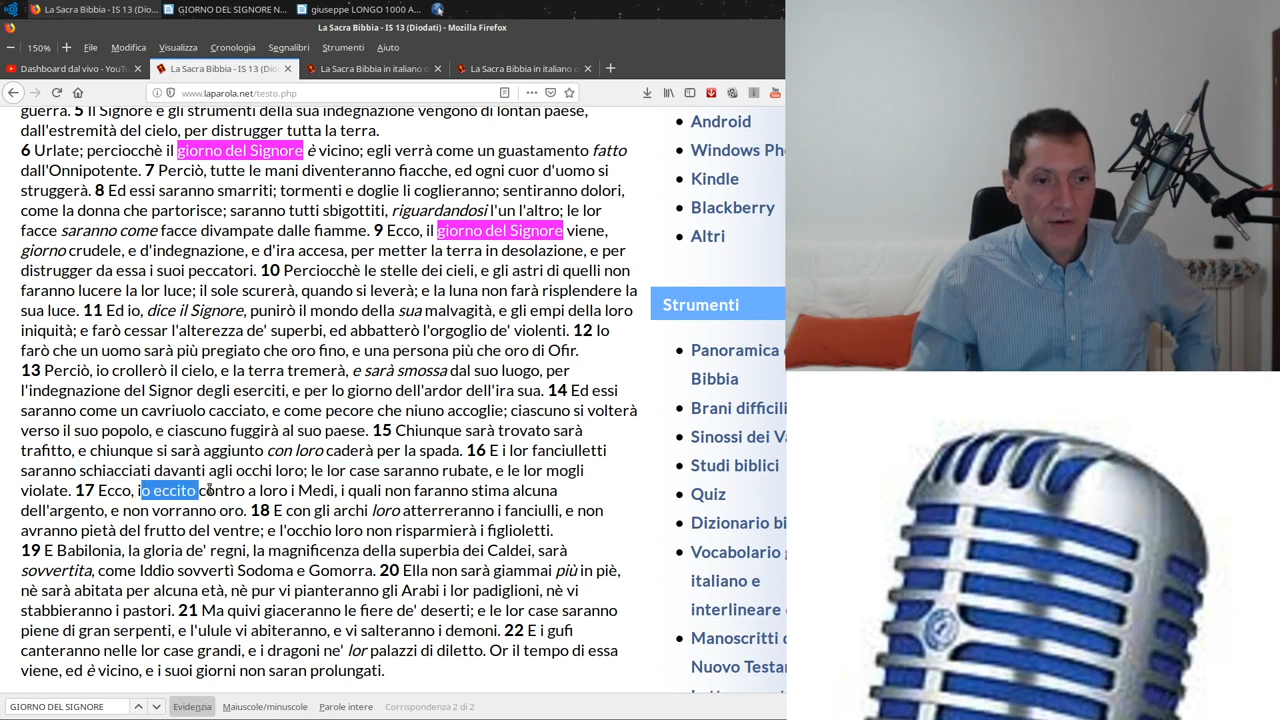 La Sacra Bibbia - IS 13 (Dio...
GIORNO DEL SIGNORE N...
giuseppe LONGO 1000 A...
La Sacra Bibbia - IS 13 (Diodati) - Mozilla Firefox
150%
File Modifica Visualizza Cronologia Segnalibri Strumenti Aiuto
Dashboard dal vivo - YouTu
La Sacra Bibbia - IS 13 (Dio
La Sacra Bibbia in italiano o
La Sacra Bibbia in italiano o
www.laparola.net/testo.php
guerra. 5 Il Signore e gli strumenti della sua indegnazione vengono di lontan paese,
dall'estremità del cielo, per distrugger tutta la terra.
6 Urlate; perciocchè il giorno del Signore è vicino; egli verrà come un guastamento fatto
dall'Onnipotente. 7 Perciò, tutte le mani diventeranno fiacche, ed ogni cuor d'uomo si
struggerà. 8 Ed essi saranno smarriti; tormenti e doglie li coglieranno; sentiranno dolori,
come la donna che partorisce; saranno tutti sbigottiti, riguardandosi l'un l'altro; le lor
facce saranno come facce divampate dalle fiamme. 9 Ecco, il giorno del Signore viene,
giorno crudele, e d'indegnazione, e d'ira accesa, per metter la terra in desolazione, e per
distrugger da essa i suoi peccatori. 10 Perciocchè le stelle dei cieli, e gli astri di quelli non
faranno lucere la lor luce; il sole scurerà, quando si leverà; e la luna non farà risplendere la
sua luce. 11 Ed io, dice il Signore, punirò il mondo della sua malvagità, e gli empi della loro
iniquità; e farò cessar l'alterezza de' superbi, ed abbatterò l'orgoglio de' violenti. 12 Io
farò che un uomo sarà più pregiato che oro fino, e una persona più che oro di Ofir.
13 Perciò, io crollerò il cielo, e la terra tremerà, e sarà smossa dal suo luogo, per
l'indegnazione del Signor degli eserciti, e per lo giorno dell'ardor dell'ira sua. 14 Ed essi
saranno come un cavriuolo cacciato, e come pecore che niuno accoglie; ciascuno si volterà
verso il suo popolo, e ciascuno fuggirà al suo paese. 15 Chiunque sarà trovato sarà
trafitto, e chiunque si sarà aggiunto con loro caderà per la spada. 16 E i lor fanciulletti
saranno schiacciati davanti agli occhi loro; le lor case saranno rubate, e le lor mogli
violate. 17 Ecco, io eccito contro a loro i Medi, i quali non faranno stima alcuna
dell'argento, e non vorranno oro. 18 E con gli archi loro atterreranno i fanciulli, e non
avranno pietà del frutto del ventre; e l'occhio loro non risparmierà i figlioletti.
19 E Babilonia, la gloria de' regni, la magnificenza della superbia dei Caldei, sarà
sovvertita, come Iddio sovvertì Sodoma e Gomorra. 20 Ella non sarà giammai più in piè,
nè sarà abitata per alcuna età, nè pur vi pianteranno gli Arabi i lor padiglioni, nè vi
stabbieranno i pastori. 21 Ma quivi giaceranno le fiere de' deserti; e le lor case saranno
piene di gran serpenti, e l'ulule vi abiteranno, e vi salteranno i demoni. 22 E i gufi
canteranno nelle lor case grandi, e i dragoni ne' lor palazzi di diletto. Or il tempo di essa
viene, ed è vicino, e i suoi giorni non saran prolungati.
Android
Windows Ph
Kindle
Blackberry
Altri
Strumenti
Panoramica d
Bibbia
Brani difficili
Sinossi dei Va
Studi biblici
Quiz
Dizionario bi
Vocabolario g
italiano e
interlineare
Manoscritti d
Nuovo Testar
GIORNO DEL SIGNORE
Evidenzia Maiuscole/minuscole Parole intere Corrispondenza 2 di 2